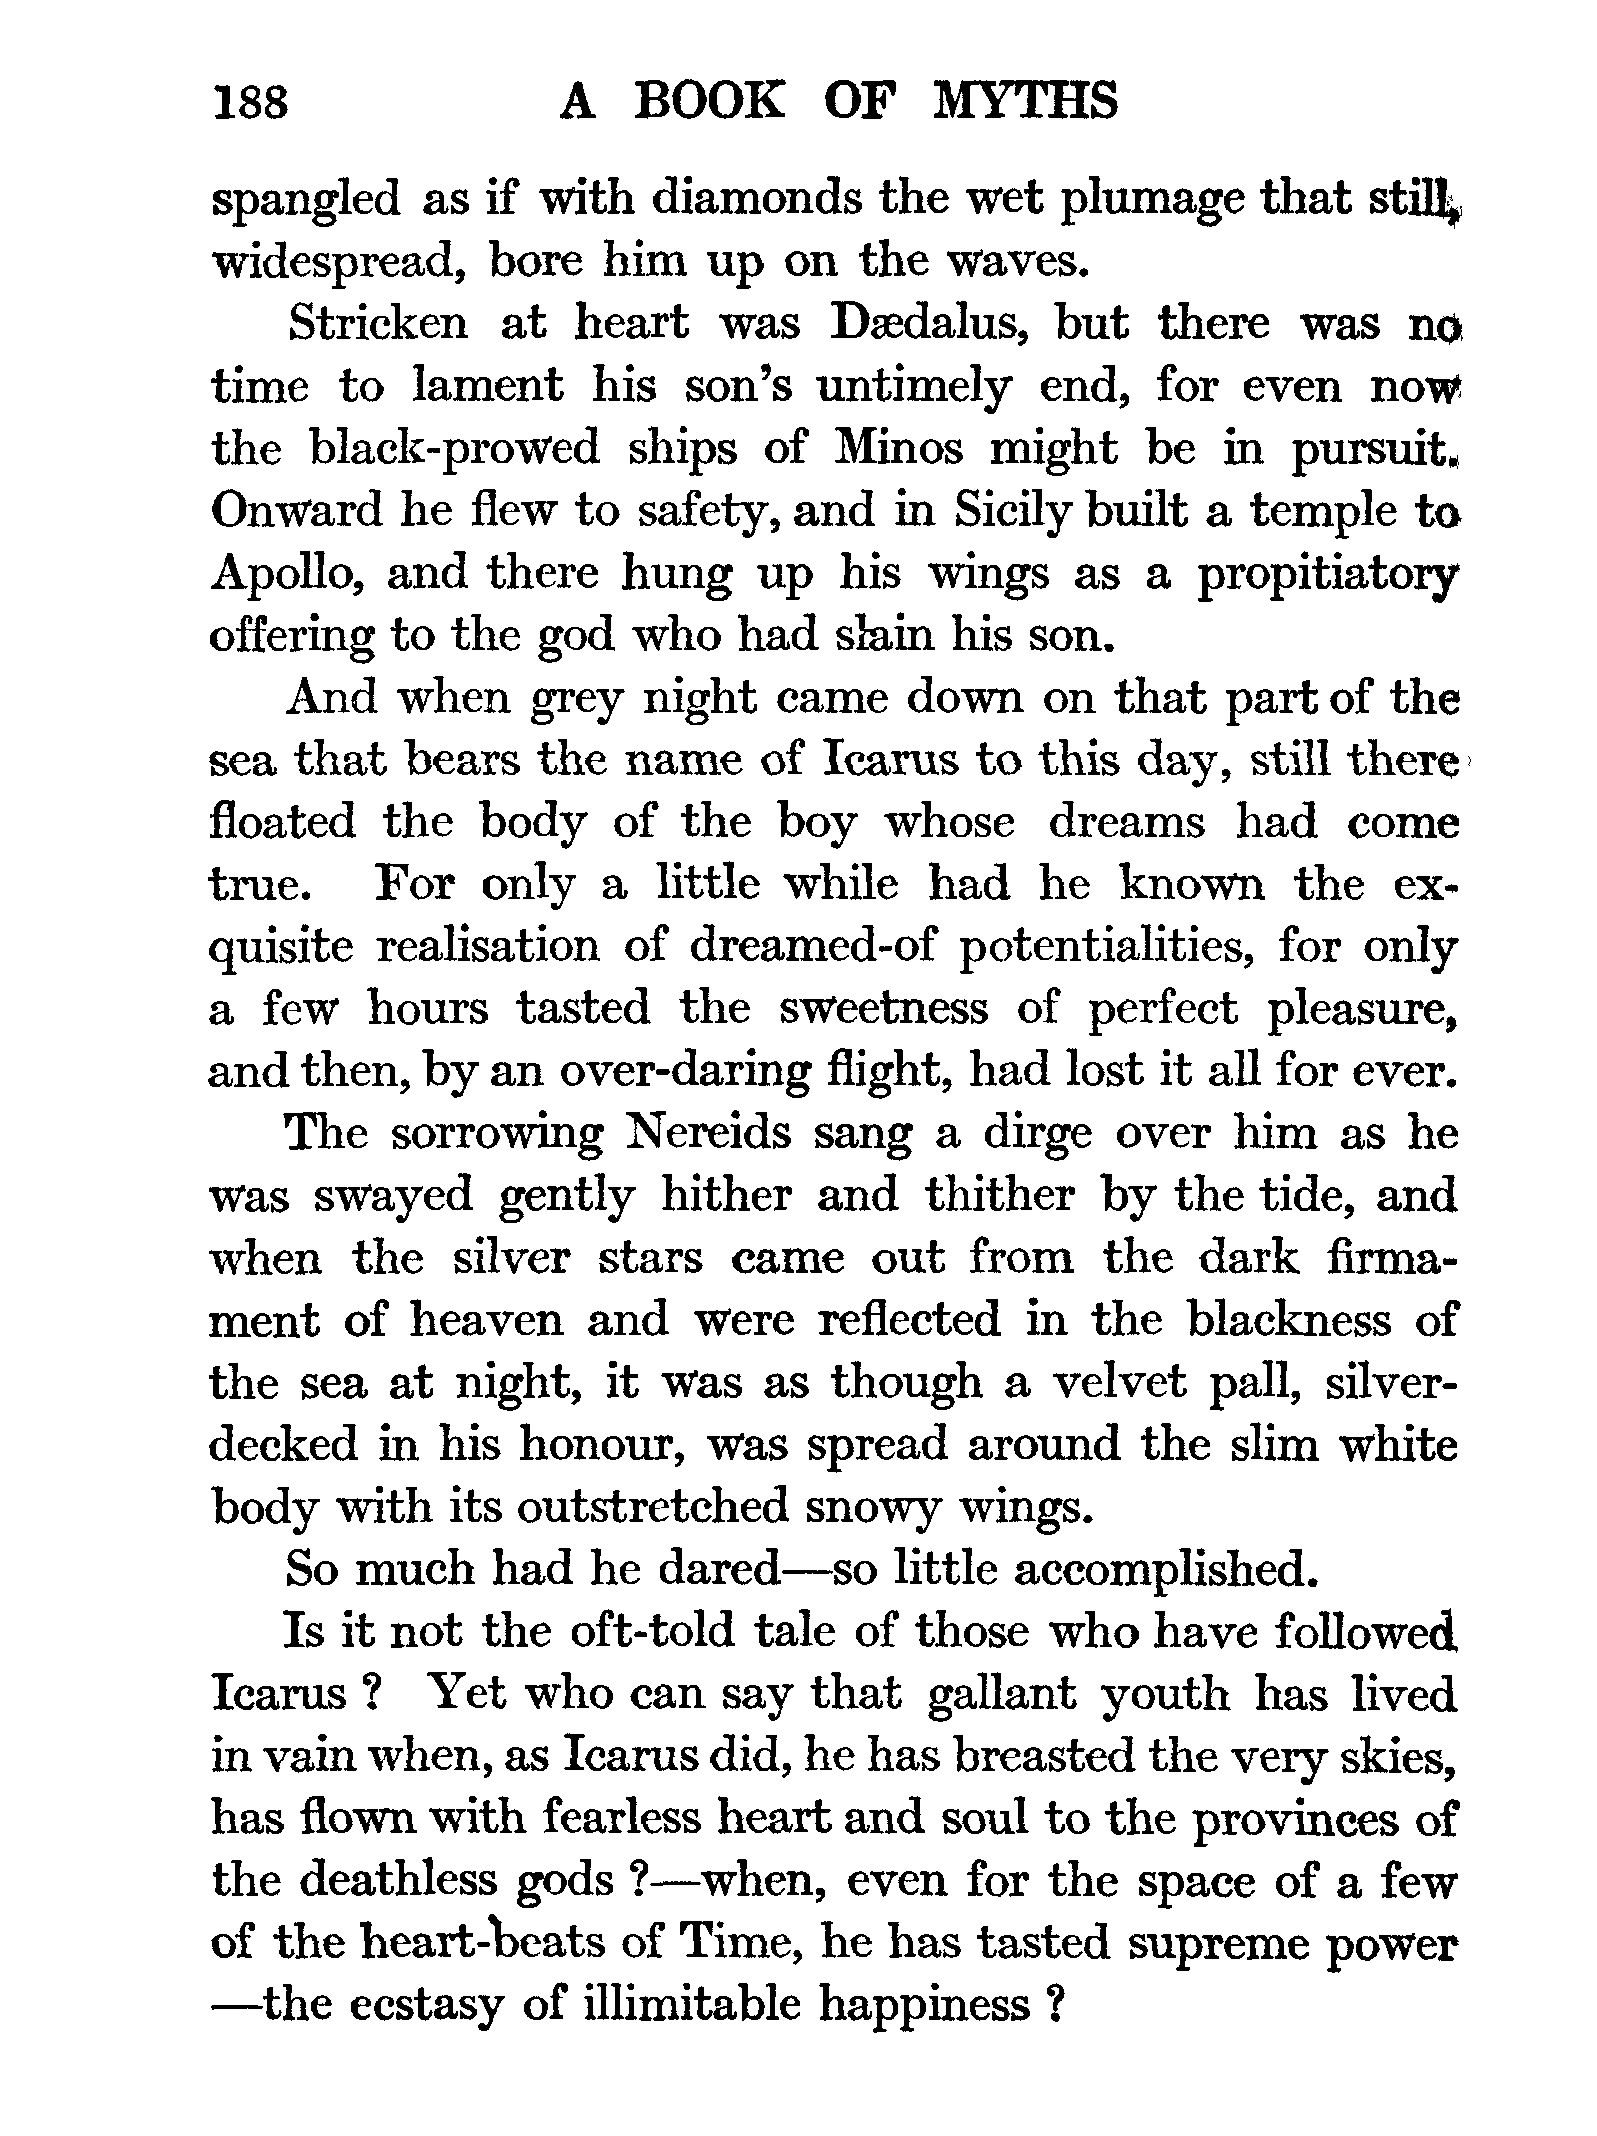 188 A BOOK OF MYTHS
spangled as if with diamonds the wet plumage that still,
widespread, bore him up on the waves.
Stricken at heart was Dædalus, but there was no
time to lament his son's untimely end, for even now
the black-prowed ships of Minos might be in pursuit.
Onward he flew to safety, and in Sicily built a temple to
Apollo, and there hung up his wings as a propitiatory
offering to the god who had slain his son.
And when grey night came down on that part of the
sea that bears the name of Icarus to this day, still there
floated the body of the boy whose dreams had come
true. For only a little while had he known the ex-
quisite realisation of dreamed-of potentialities, for only
a few hours tasted the sweetness of perfect pleasure,
and then, by an over-daring flight, had lost it all for ever.
The sorrowing Nereids sang a dirge over him as he
was swayed gently hither and thither by the tide, and
when the silver stars came out from the dark firma-
ment of heaven and were reflected in the blackness of
the sea at night, it was as though a velvet pall, silver-
decked in his honour, was spread around the slim white
body with its outstretched snowy wings.
So much had he dared—so little accomplished.
Is it not the oft-told tale of those who have followed
Icarus ? Yet who can say that gallant youth has lived
in vain when, as Icarus did, he has breasted the very skies,
has flown with fearless heart and soul to the provinces of
the deathless gods ?—when, even for the space of a few
of the heart-beats of Time, he has tasted supreme power
—the ecstasy of illimitable happiness ?